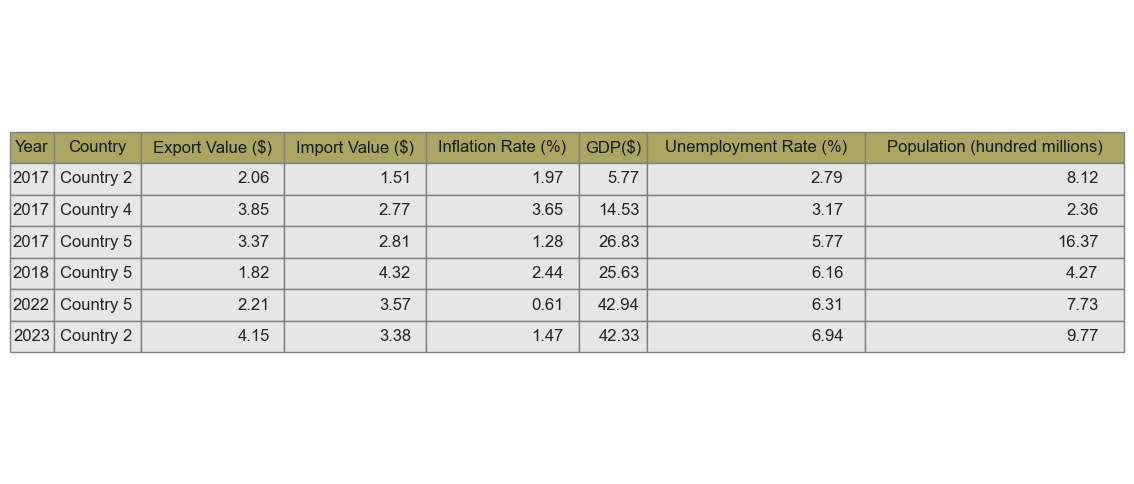 Year Country Export Value ($) Import Value ($) Inflation Rate (%) GDP($) Unemployment Rate (%) Population (hundred millions)
2017 Country 2 2.06 1.51 1.97 5.77 2.79 8.12
2017 Country 4 3.85 2.77 3.65 14.53 3.17 2.36
2017 Country 5 3.37 2.81 1.28 26.83 5.77 16.37
2018 Country 5 1.82 4.32 2.44 25.63 6.16 4.27
2022 Country 5 2.21 3.57 0.61 42.94 6.31 7.73
2023 Country 2 4.15 3.38 1.47 42.33 6.94 9.77